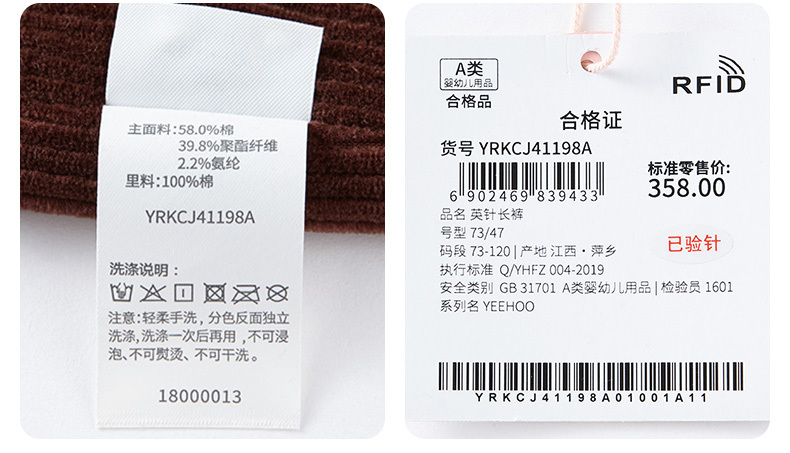 主面料:58.0%棉
39.8%聚酯纤维
2.2%氨纶
里料:100%棉
YRKCJ41198A
洗涤说明:
注意:轻柔手洗, 分色反面独立
洗涤, 洗涤一次后再用, 不可浸
泡、不可熨烫、不可干洗。
18000013
A类
婴幼儿用品
合格品
RFID
合格证
货号 YRKCJ41198A
6 902469 839433
标准零售价:
358.00
品名 英针长裤
号型 73/47
码段 73-120 | 产地 江西·萍乡
执行标准 Q/YHFZ 004-2019
安全类别 GB 31701 A类婴幼儿用品 | 检验员 1601
系列名 YEEHOO
已验针
YRKCJ41198A01001A11